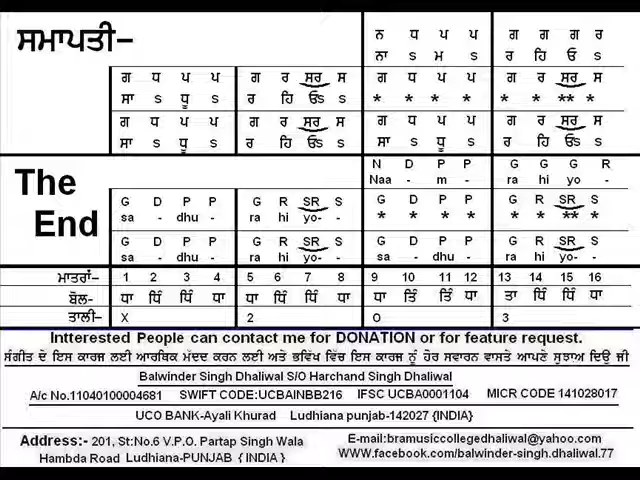 ਸਮਾਪਤੀ–
ਨ ਧ ਪ ਪ ਗ ਗ ਗ ਰ
ਨਾ s ਮ s ਰ ਹਿ ਓ s
ਗ ਧ ਪ ਪ ਗ ਰ ਸਰ ਸ ਗ ਧ ਪ ਪ ਗ ਰ ਸਰ ਸ
ਸਾ s ਧੂ s ਰ ਹਿ ਓs s * * * * * * ** *
ਗ ਧ ਪ ਪ ਗ ਰ ਸਰ ਸ ਗ ਧ ਪ ਪ ਗ ਰ ਸਰ ਸ
ਸਾ s ਧੂ s ਰ ਹਿ ਓs s ਸਾ s ਧੂ s ਰ ਹਿ ਓs s
The End
N D P P G G G R
Naa - m - ra hi yo -
G D P P G R SR S G D P P G R SR S
sa - dhu - ra hi yo- - * * * * * * ** *
G D P P G R SR S G D P P G R SR S
sa - dhu - ra hi yo- - sa - dhu - ra hi yo- -
ਮਾਤਰਾਂ- 1 2 3 4 5 6 7 8 9 10 11 12 13 14 15 16
ਬੋਲ- ਧਾ ਧਿੰ ਧਿੰ ਧਾ ਧਾ ਧਿੰ ਧਿੰ ਧਾ ਧਾ ਤਿੰ ਤਿੰ ਧਾ ਤਾ ਧਿੰ ਧਿੰ ਧਾ
ਤਾਲੀ- X 2 O 3
Interested People can contact me for DONATION or for feature request.
ਸੰਗੀਤ ਦੇ ਇਸ ਕਾਰਜ ਲਈ ਆਰਥਿਕ ਮੱਦਦ ਕਰਨ ਲਈ ਅਤੇ ਭਵਿੱਖ ਵਿੱਚ ਇਸ ਕਾਰਜ ਨੂੰ ਹੋਰ ਸਵਾਰਨ ਵਾਸਤੇ ਆਪਣੇ ਸੁਝਾਅ ਦਿਉ ਜੀ
Balwinder Singh Dhaliwal S/O Harchand Singh Dhaliwal
A/c No.11040100004681 SWIFT CODE:UCBAINBB216 IFSC UCBA0001104 MICR CODE 141028017
UCO BANK-Ayali Khurad Ludhiana punjab-142027 {INDIA}
Address:- 201, St:No.6 V.P.O. Partap Singh Wala
Hambda Road Ludhiana-PUNJAB { INDIA }
E-mail:bramusiccollegedhaliwal@yahoo.com
WWW.facebook.com/balwinder-singh.dhaliwal.77